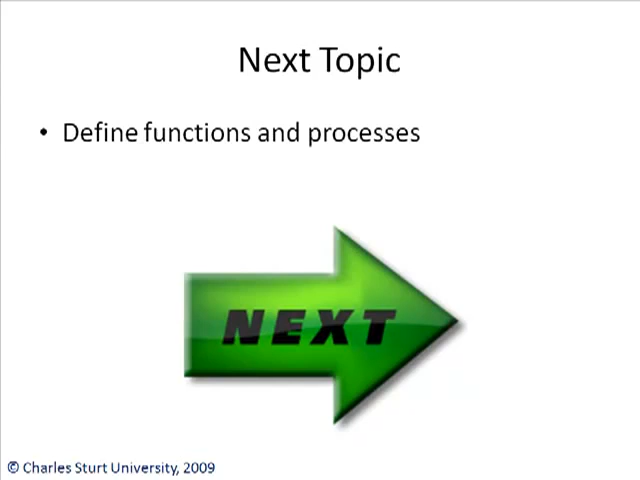 Next Topic
• Define functions and processes
NEXT
© Charles Sturt University, 2009